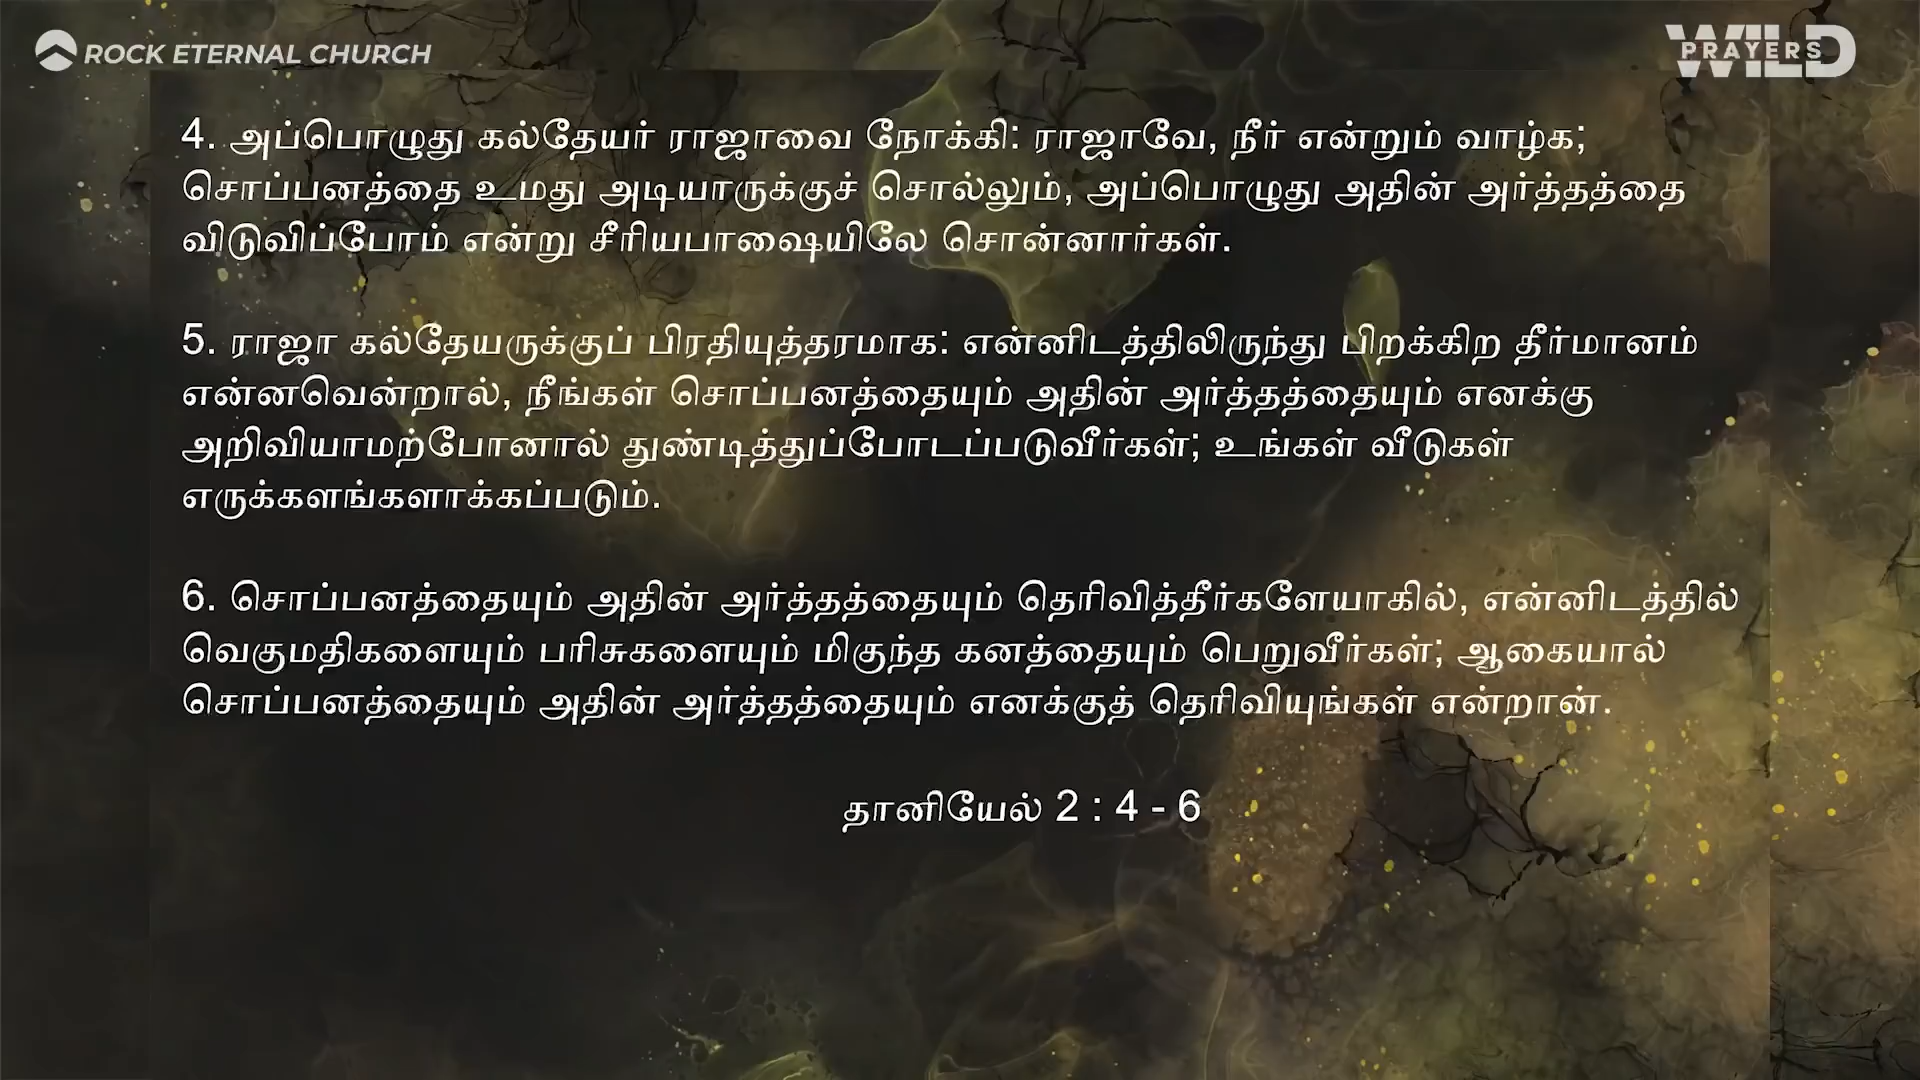 ROCK ETERNAL CHURCH
WILD
PRAYERS
4. அப்பொழுது கல்தேயர் ராஜாவை நோக்கி: ராஜாவே, நீர் என்றும் வாழ்க;
சொப்பனத்தை உமது அடியாருக்குச் சொல்லும், அப்பொழுது அதின் அர்த்தத்தை
விடுவிப்போம் என்று சீரியபாஷையிலே சொன்னார்கள்.
5. ராஜா கல்தேயருக்குப் பிரதியுத்தரமாக: என்னிடத்திலிருந்து பிறக்கிற தீர்மானம்
என்னவென்றால், நீங்கள் சொப்பனத்தையும் அதின் அர்த்தத்தையும் எனக்கு
அறிவியாமற்போனால் துண்டித்துப்போடப்படுவீர்கள்; உங்கள் வீடுகள்
எருக்களங்களாக்கப்படும்.
6. சொப்பனத்தையும் அதின் அர்த்தத்தையும் தெரிவித்தீர்களேயாகில், என்னிடத்தில்
வெகுமதிகளையும் பரிசுகளையும் மிகுந்த கனத்தையும் பெறுவீர்கள்; ஆகையால்
சொப்பனத்தையும் அதின் அர்த்தத்தையும் எனக்குத் தெரிவியுங்கள் என்றான்.
தானியேல் 2 : 4 - 6